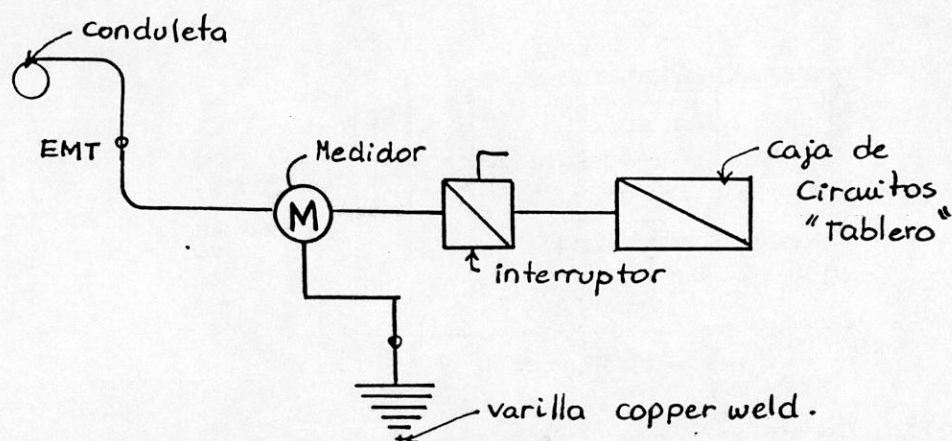 conduleta
EMT
Medidor
M
caja de
Circuitos
"Tablero"
interruptor
varilla copper weld.